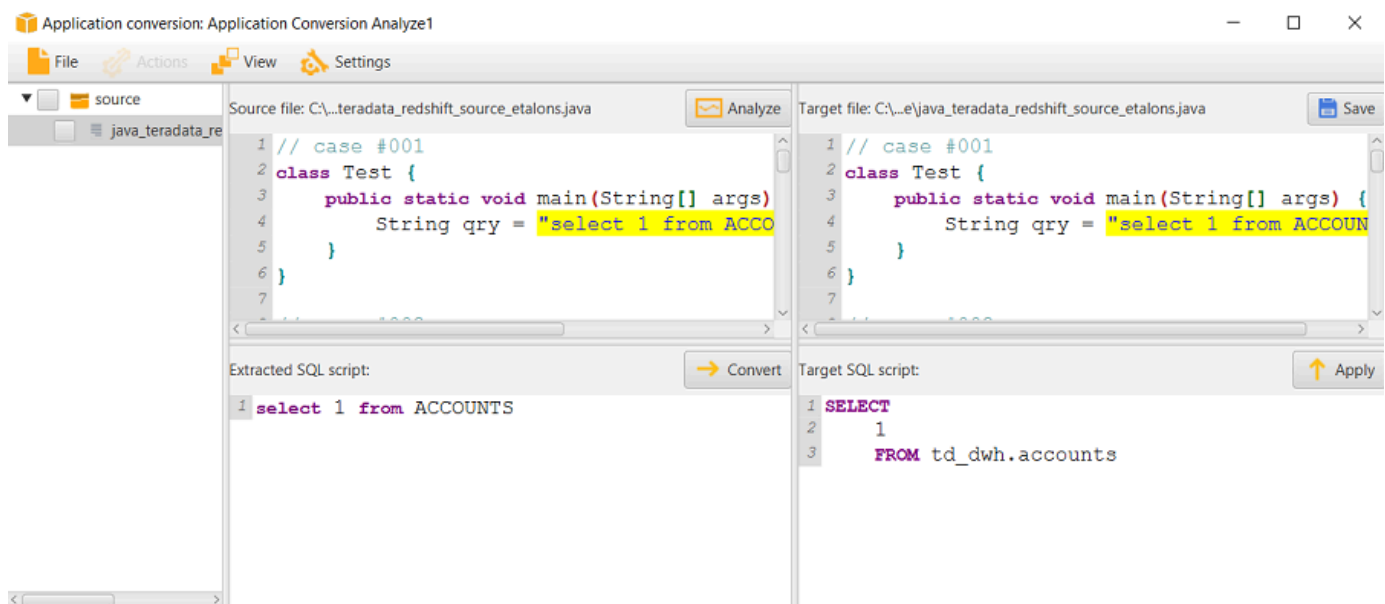 Application conversion: Application Conversion Analyze1
File Actions View Settings
source
java_teradata_re
Source file: C:\...teradata_redshift_source_etalons.java
Analyze
1 // case #001
2 class Test {
3 public static void main(String[] args)
4 String qry = "select 1 from ACCO
5 }
6 }
7
Target file: C:\...e\java_teradata_redshift_source_etalons.java
Save
1 // case #001
2 class Test {
3 public static void main(String[] args) {
4 String qry = "select 1 from ACCOUN
5 }
6 }
7
Extracted SQL script:
Convert
1 select 1 from ACCOUNTS
Target SQL script:
Apply
1 SELECT
2 1
3 FROM td_dwh.accounts